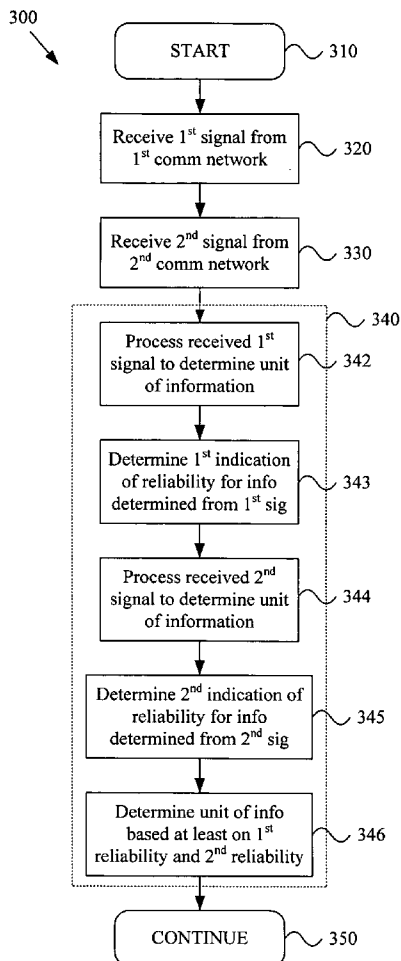 300
START
310
Receive 1st signal from
1st comm network
320
Receive 2nd signal from
2nd comm network
330
340
Process received 1st
signal to determine unit
of information
342
Determine 1st indication
of reliability for info
determined from 1st sig
343
Process received 2nd
signal to determine unit
of information
344
Determine 2nd indication of
reliability for info
determined from 2nd sig
345
Determine unit of info
based at least on 1st
reliability and 2nd reliability
346
CONTINUE
350